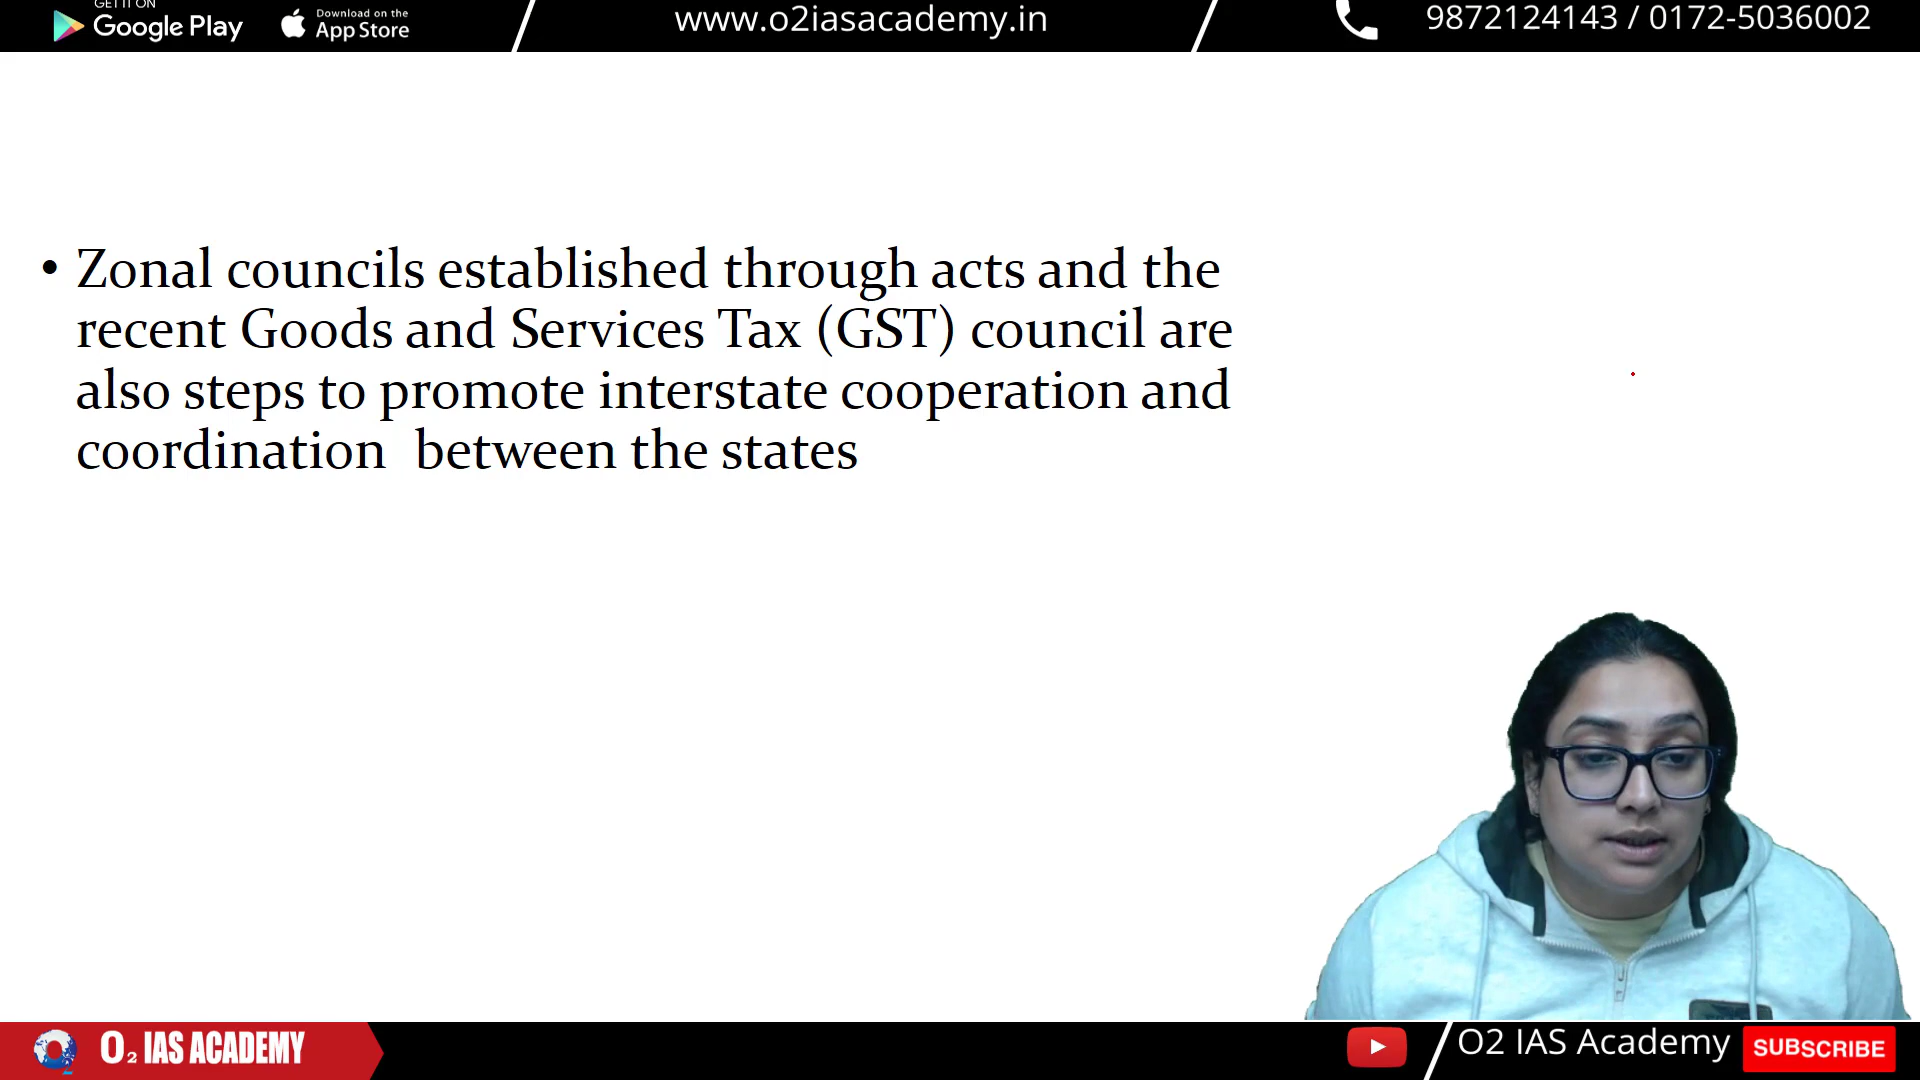 GET IT ON
Google Play
Download on the
App Store
www.o2iasacademy.in
9872124143 / 0172-5036002
• Zonal councils established through acts and the
recent Goods and Services Tax (GST) council are
also steps to promote interstate cooperation and
coordination  between the states
O2 IAS ACADEMY
O2 IAS Academy
SUBSCRIBE